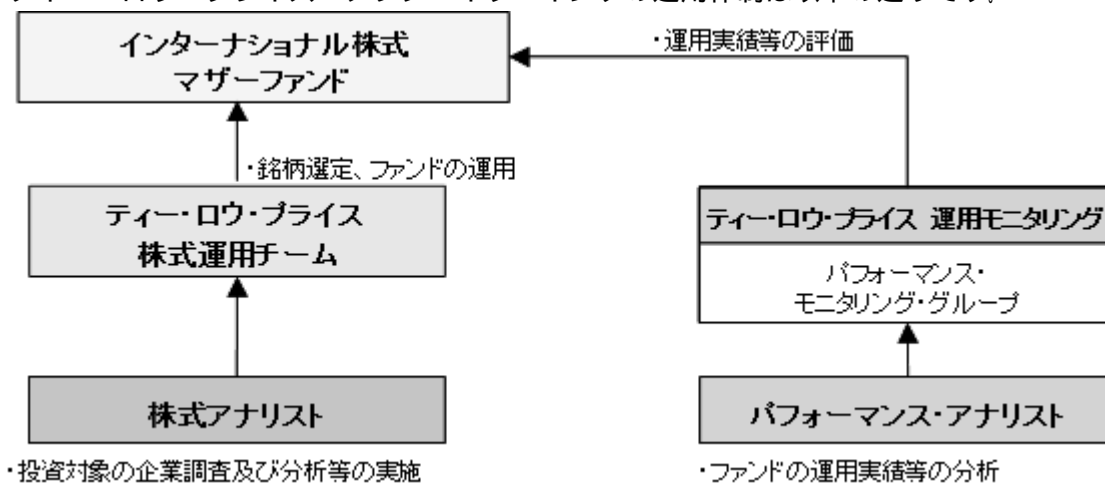 インターナショナル株式
マザーファンド
・運用実績等の評価
・銘柄選定、ファンドの運用
ティー・ロウ・プライス
株式運用チーム
ティー・ロウ・プライス 運用モニタリング
パフォーマンス・
モニタリング・グループ
株式アナリスト
パフォーマンス・アナリスト
・投資対象の企業調査及び分析等の実施
・ファンドの運用実績等の分析